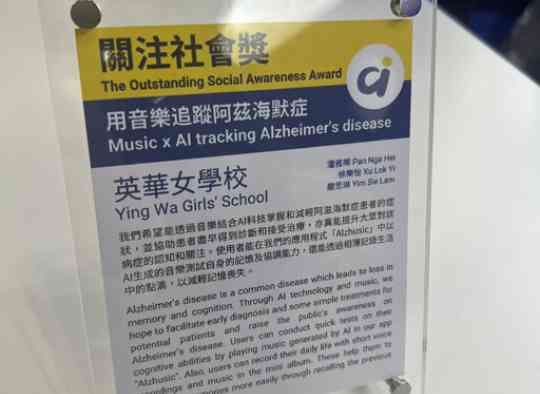 關注社會獎
The Outstanding Social Awareness Award
ai
用音樂追蹤阿茲海默症
Music x AI tracking Alzheimer's disease
英華女學校
Ying Wa Girls' School
Pan Nga Hei
Xu Lok Yi
Yim Sie Lam
我們希望能透過音樂結合AI科技掌握和減輕阿滋海默症患者的症
狀，並協助患者盡早得到診斷和接受治療，亦冀能提升大眾對該
病症的認知和關注。使用者能在我們的應用程式「Alzhusic」中以
AI生成的音樂測試自身的記憶及協調能力，還能透過相簿記錄生活
中的點滴，以減輕記憶喪失。
Alzheimer's disease is a common disease which leads to loss in
memory and cognition. Through AI technology and music, we
hope to facilitate early diagnosis and some simple treatments for
potential patients and raise the public's awareness on
Alzheimer's disease. Users can conduct quick tests on their
cognitive abilities by playing music generated by AI in our app
"Alzhusic". Also, users can record their daily life with short voice
recordings and music in the mini album. These help them to
more easily through recalling the previous